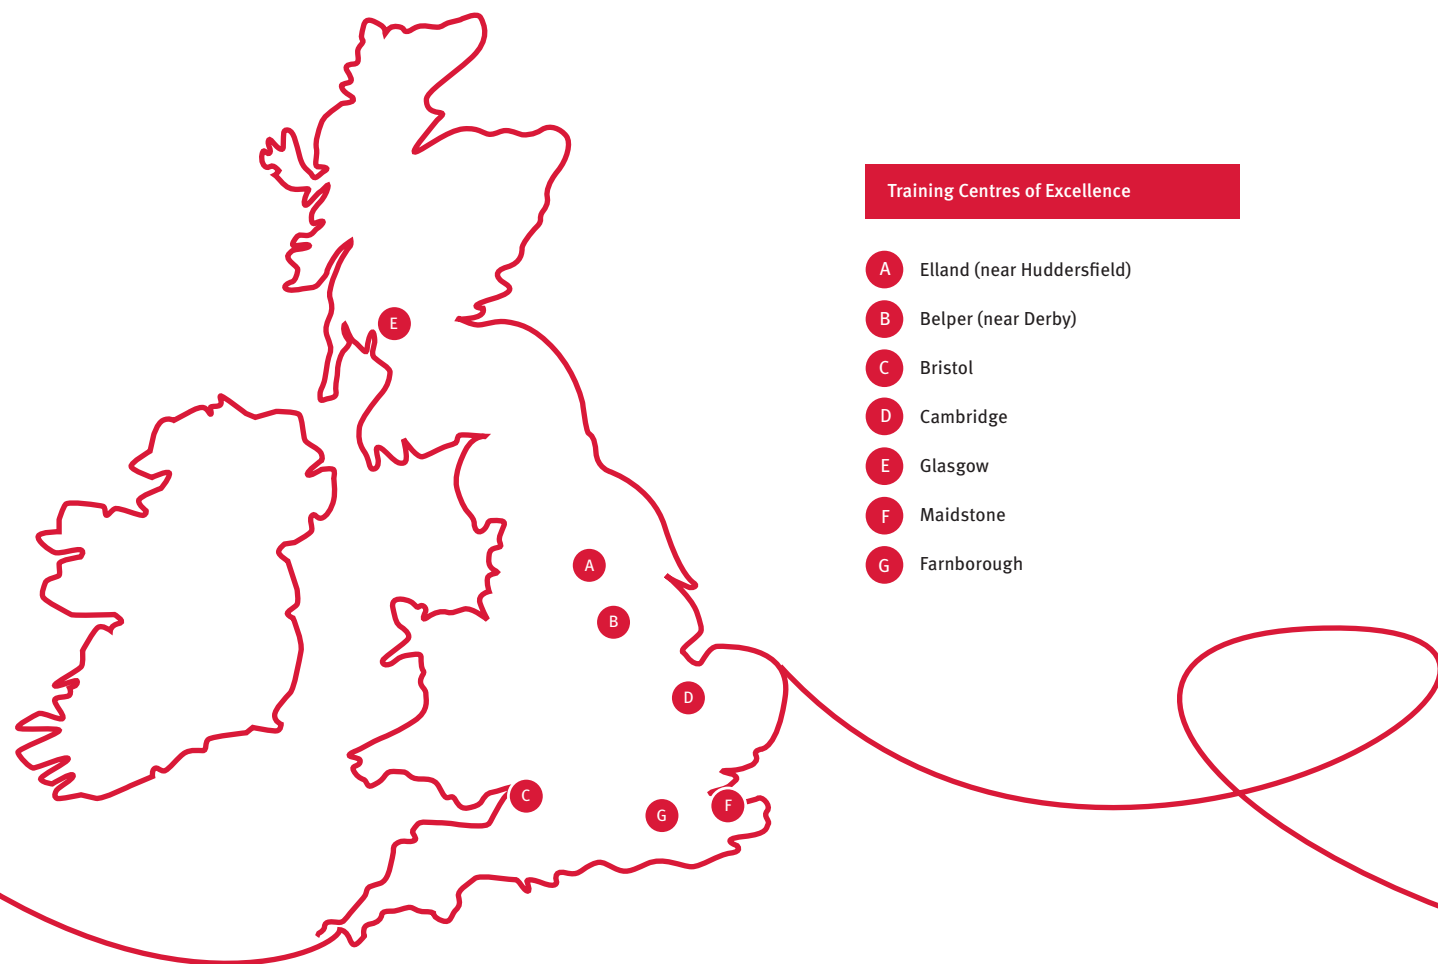 Training Centres of Excellence
A Elland (near Huddersfield)
B Belper (near Derby)
C Bristol
D Cambridge
E Glasgow
F Maidstone
G Farnborough
E
A
B
D
C
G
F